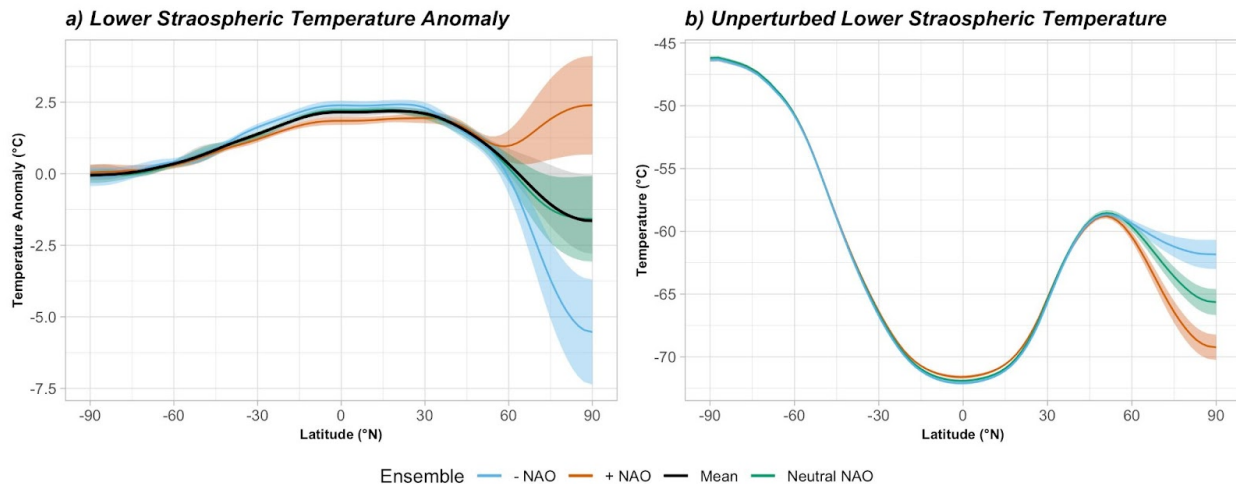 a) Lower Straospheric Temperature Anomaly
Temperature Anomaly (°C)
2.5
0.0
-2.5
-5.0
-7.5
-90 -60 -30 0 30 60 90
Latitude (°N)
b) Unperturbed Lower Straospheric Temperature
Temperature (°C)
-45
-50
-55
-60
-65
-70
-90 -60 -30 0 30 60 90
Latitude (°N)
Ensemble - NAO + NAO Mean Neutral NAO